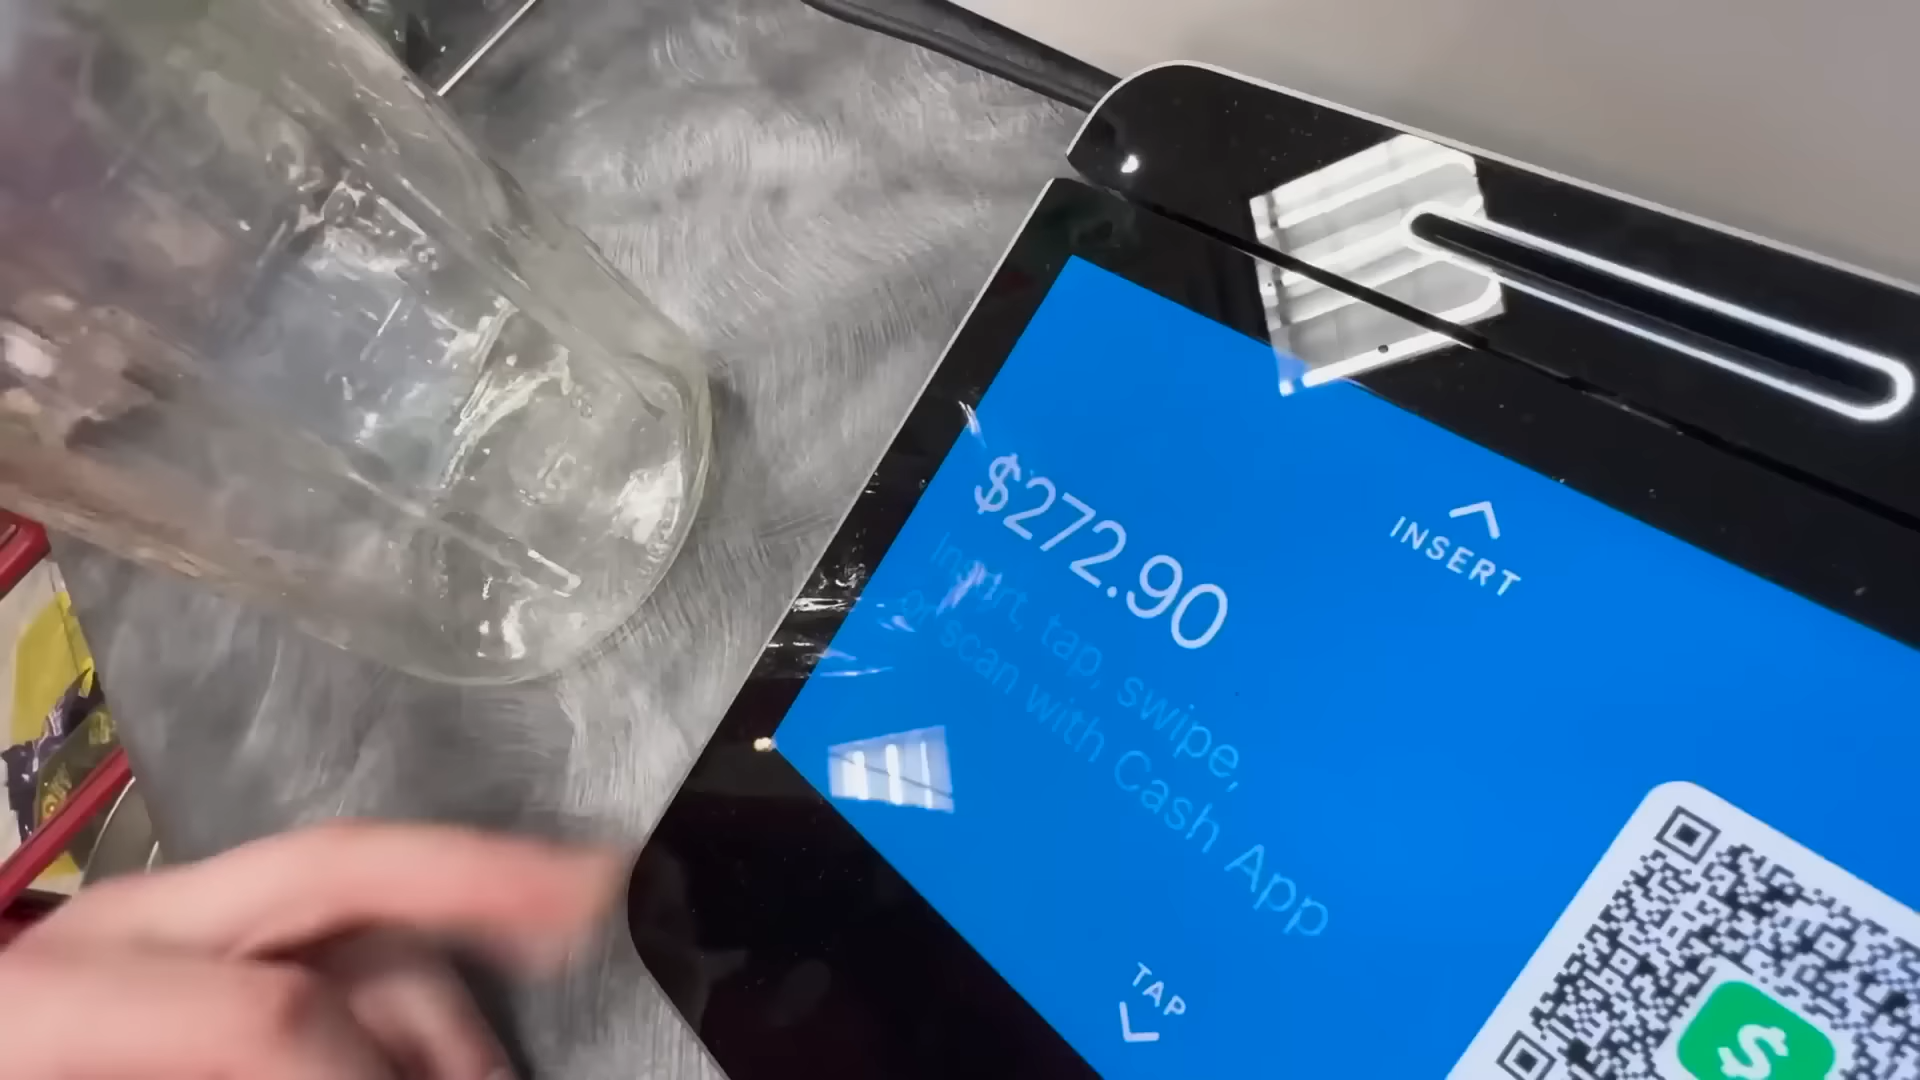 INSERT
$272.90
Insert, tap, swipe,
or scan with Cash App
TAP
$